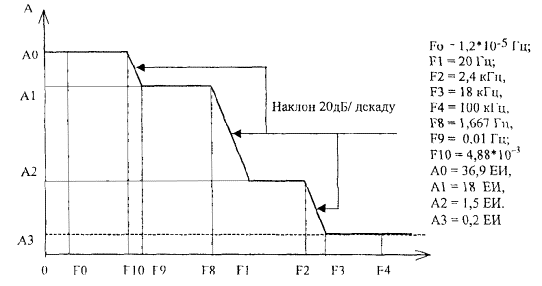 A
A0
A1
A2
A3
Наклон 20дБ/ декаду
0 F0 F10 F9 F8 F1 F2 F3 F4
Fo = 1,2*10-5 Гц;
F1 = 20 Гц;
F2 = 2,4 кГц,
F3 = 18 кГц,
F4 = 100 кГц,
F8 = 1,667 Гц,
F9 = 0.01 Гц;
F10 = 4,88*10-3
A0 = 36,9 ЕИ,
A1 = 18 ЕИ,
A2 = 1,5 ЕИ.
A3 = 0,2 ЕИ